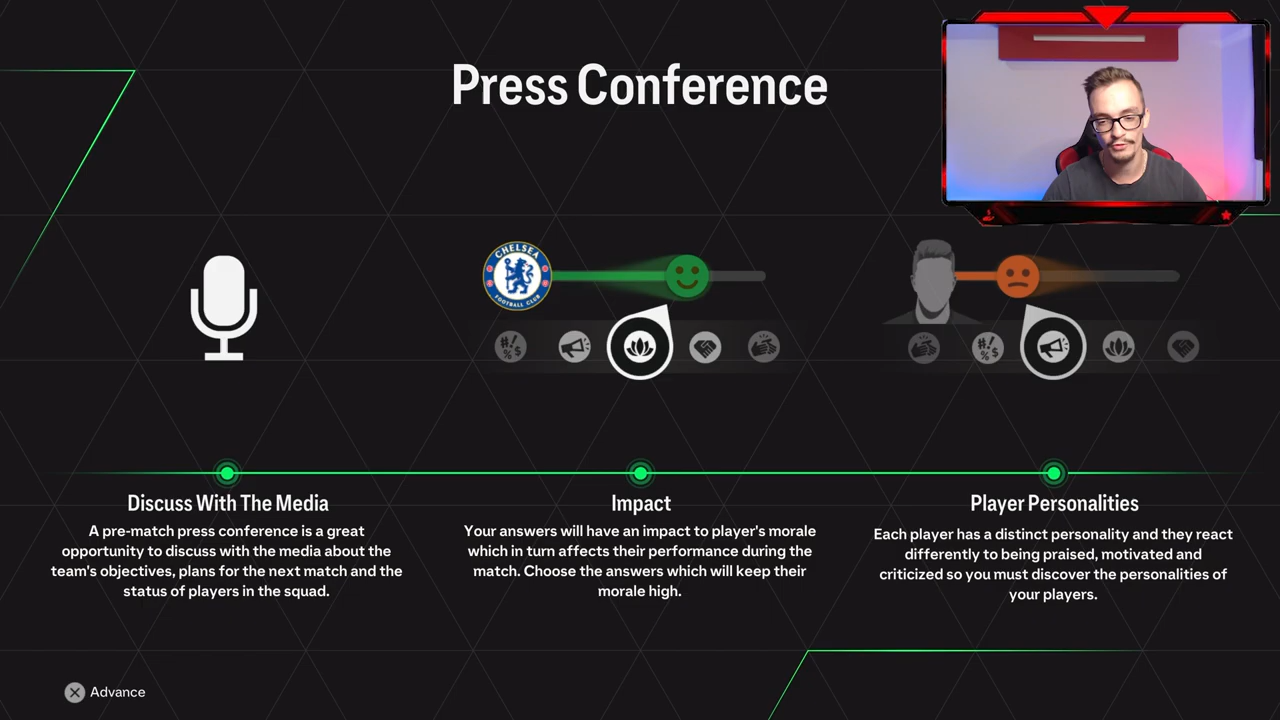 Press Conference
CHELSEA
FOOTBALL CLUB
#!
%$
#!
%$
Discuss With The Media
A pre-match press conference is a great
opportunity to discuss with the media about the
team's objectives, plans for the next match and the
status of players in the squad.
Impact
Your answers will have an impact to player's morale
which in turn affects their performance during the
match. Choose the answers which will keep their
morale high.
Player Personalities
Each player has a distinct personality and they react
differently to being praised, motivated and
criticized so you must discover the personalities of
your players.
Advance